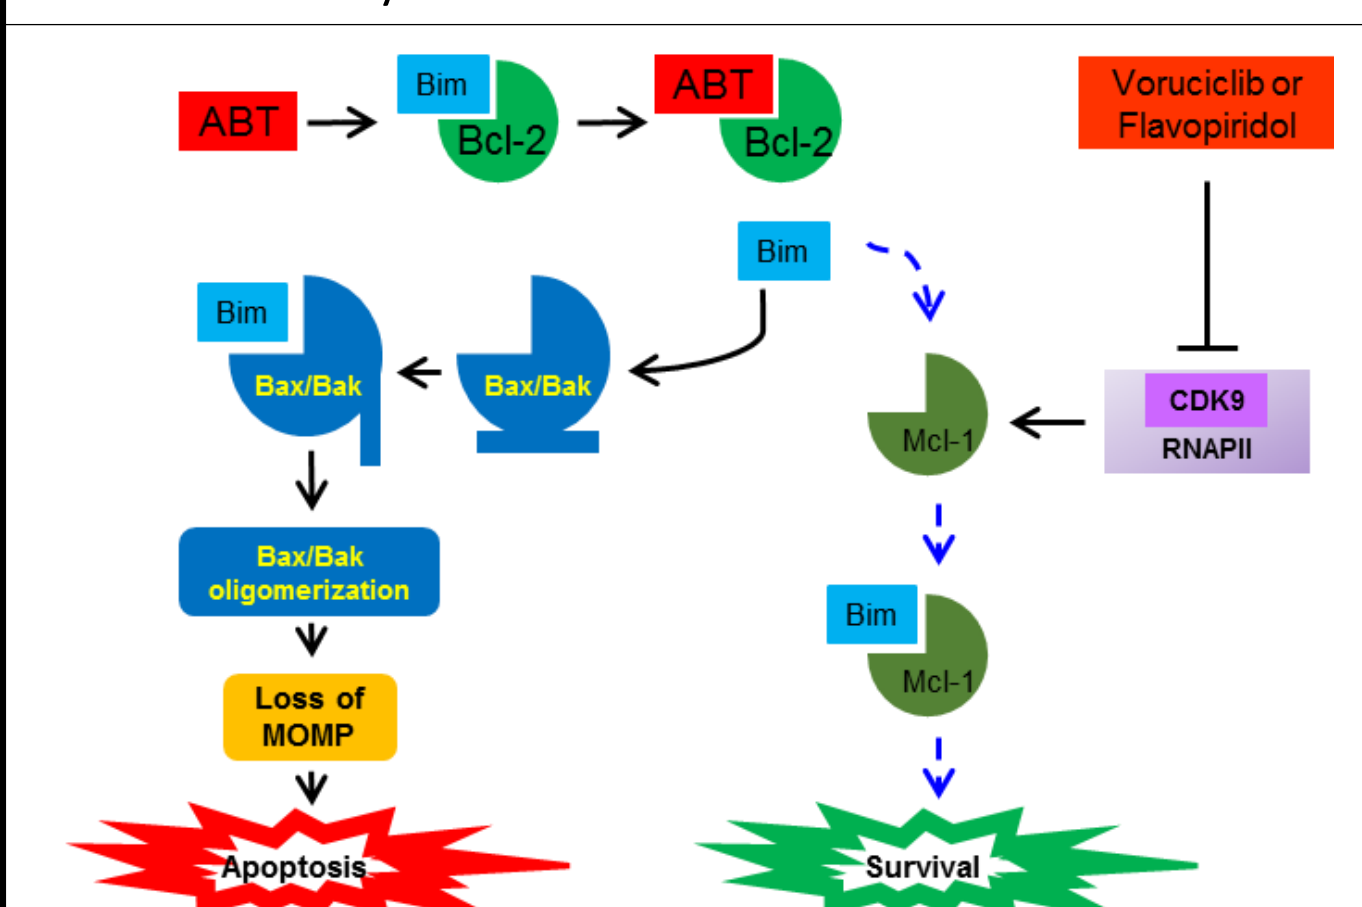 ABT
Bim
Bcl-2
ABT
Bcl-2
Voruciclib or
Flavopiridol
Bim
Bim
Bax/Bak
Bax/Bak
Mcl-1
CDK9
RNAPII
Bax/Bak
oligomerization
Bim
Mcl-1
Loss of
MOMP
Apoptosis
Survival